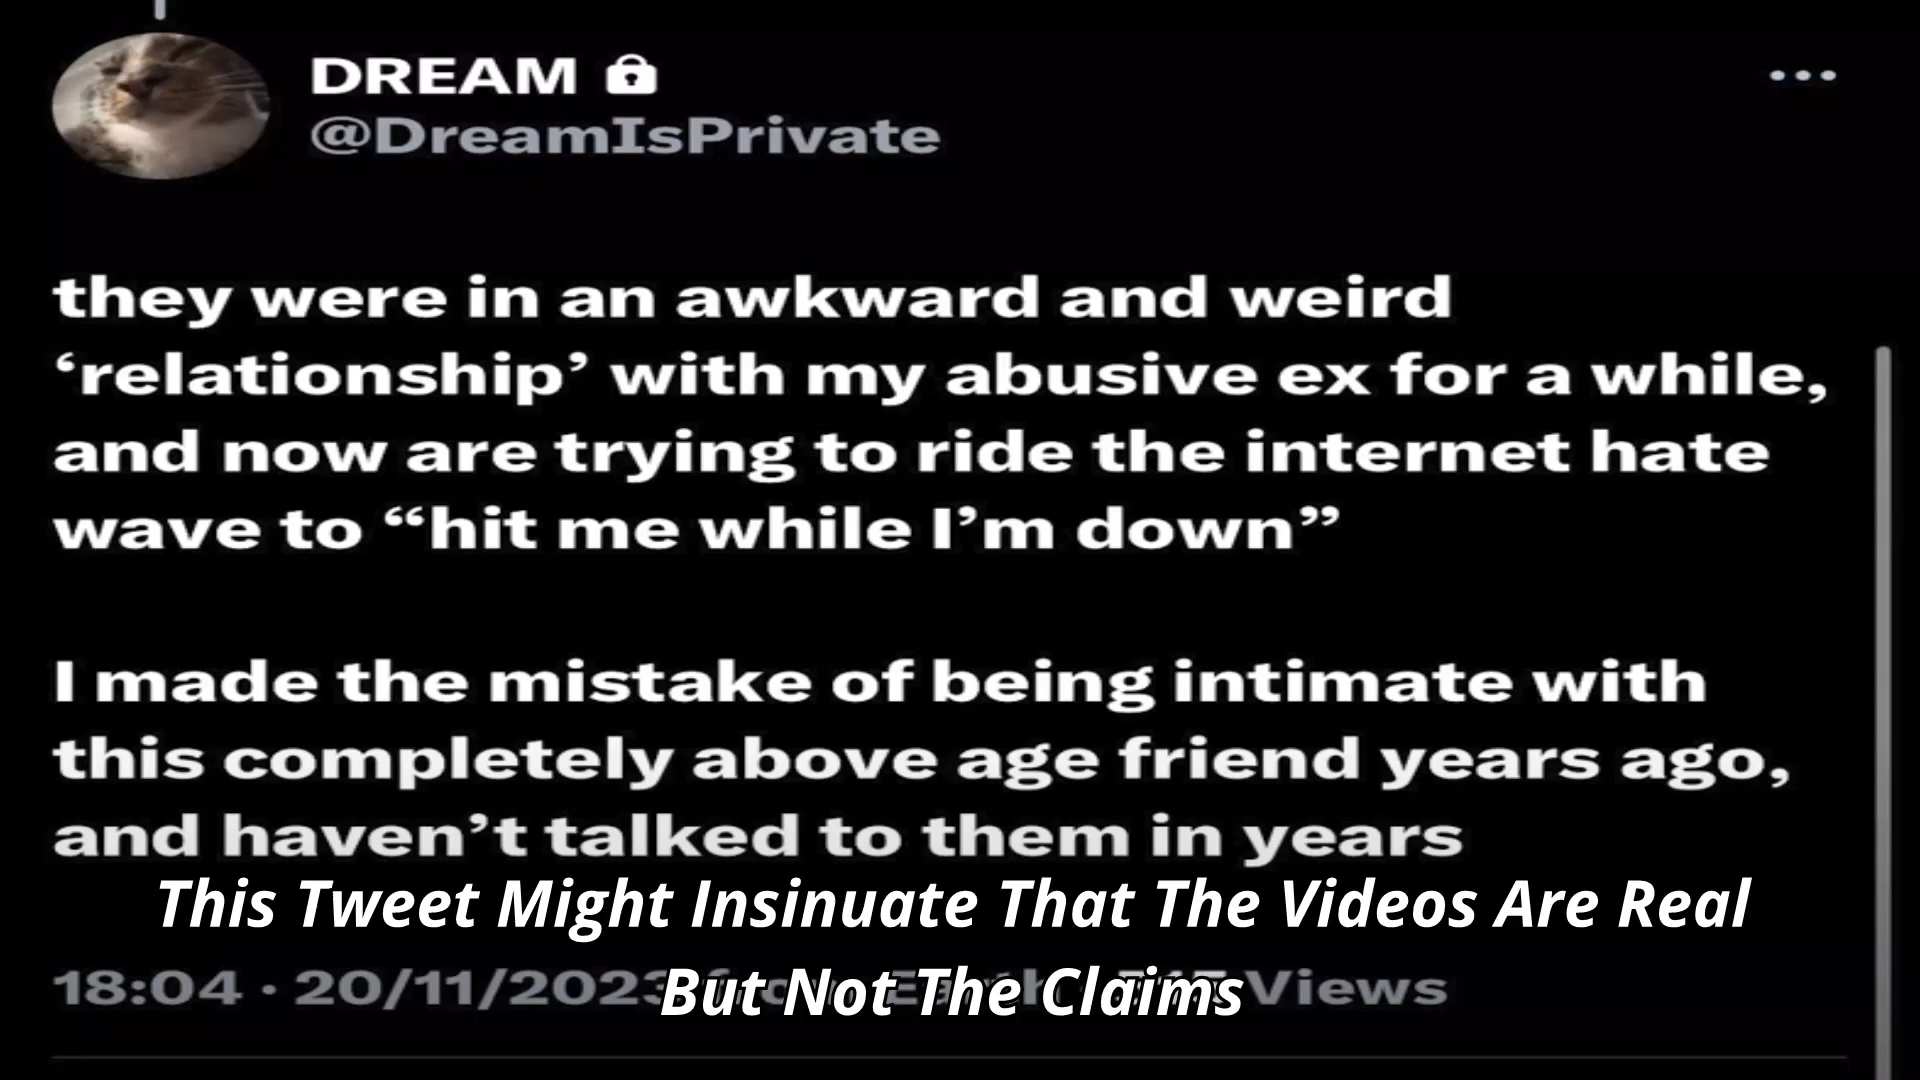 DREAM
@DreamIsPrivate
they were in an awkward and weird
‘relationship’ with my abusive ex for a while,
and now are trying to ride the internet hate
wave to “hit me while I’m down”
I made the mistake of being intimate with
this completely above age friend years ago,
and haven’t talked to them in years
This Tweet Might Insinuate That The Videos Are Real
18:04 · 20/11/2023 Views
But Not The Claims